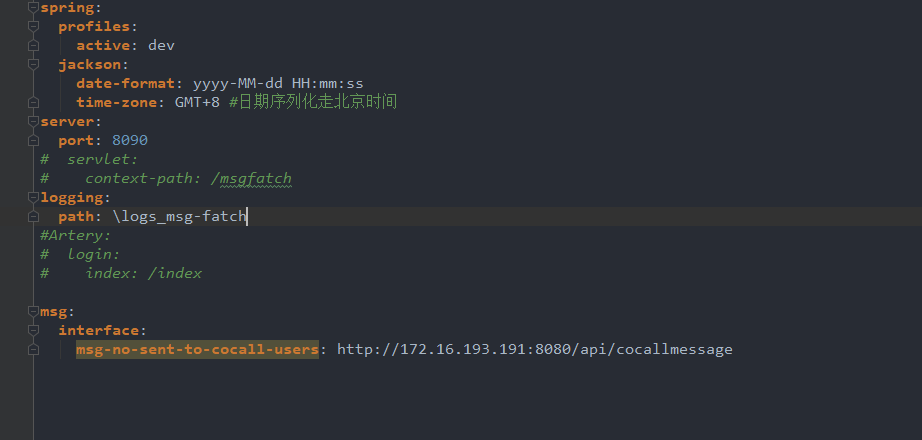 spring:
  profiles:
    active: dev
  jackson:
    date-format: yyyy-MM-dd HH:mm:ss
    time-zone: GMT+8 #日期序列化走北京时间
server:
  port: 8090
#  servlet:
#    context-path: /msgfatch
logging:
  path: \logs_msg-fatch
#Artery:
#  login:
#    index: /index

msg:
  interface:
    msg-no-sent-to-cocall-users: http://172.16.193.191:8080/api/cocallmessage